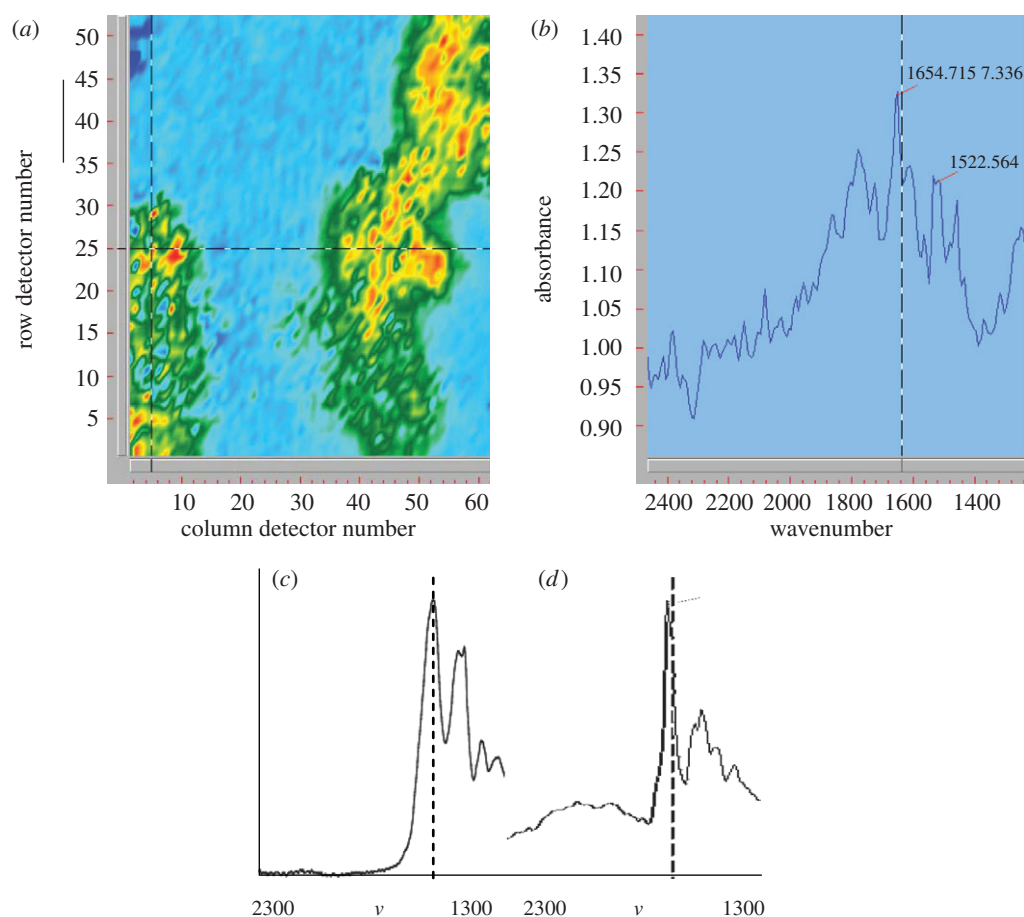 (a)
50
45
40
35
30
25
20
15
10
5
row detector number
10 20 30 40 50 60
column detector number
(b)
1.40
1.35
1.30
1.25
1.20
1.15
1.10
1.05
1.00
0.95
0.90
absorbance
1654.715 7.336
1522.564
2400 2200 2000 1800 1600 1400
wavenumber
(c)
2300 v 1300
(d)
2300 v 1300